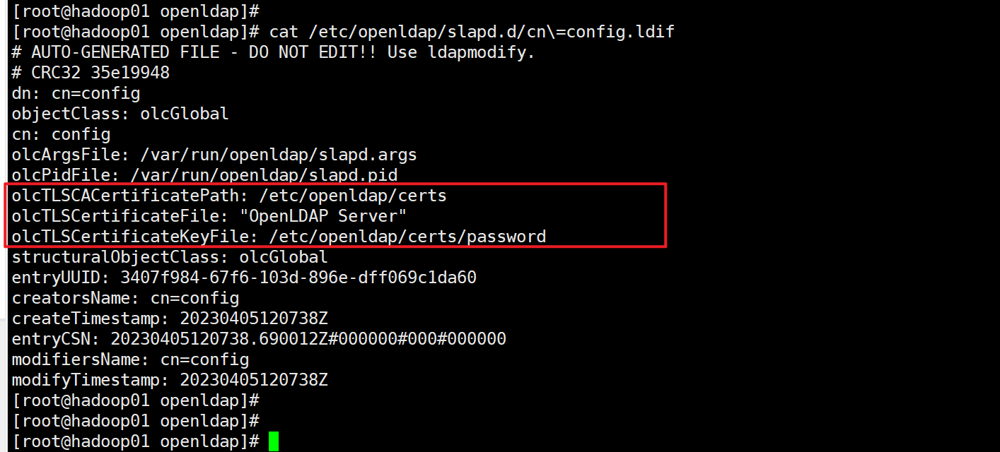 [root@hadoop01 openldap]#
[root@hadoop01 openldap]# cat /etc/openldap/slapd.d/cn\=config.ldif
# AUTO-GENERATED FILE - DO NOT EDIT!! Use ldapmodify.
# CRC32 35e19948
dn: cn=config
objectClass: olcGlobal
cn: config
olcArgsFile: /var/run/openldap/slapd.args
olcPidFile: /var/run/openldap/slapd.pid
olcTLSCACertificatePath: /etc/openldap/certs
olcTLSCertificateFile: "OpenLDAP Server"
olcTLSCertificateKeyFile: /etc/openldap/certs/password
structuralObjectClass: olcGlobal
entryUUID: 3407f984-67f6-103d-896e-dff069c1da60
creatorsName: cn=config
createTimestamp: 20230405120738Z
entryCSN: 20230405120738.690012Z#000000#000#000000
modifiersName: cn=config
modifyTimestamp: 20230405120738Z
[root@hadoop01 openldap]#
[root@hadoop01 openldap]#
[root@hadoop01 openldap]#